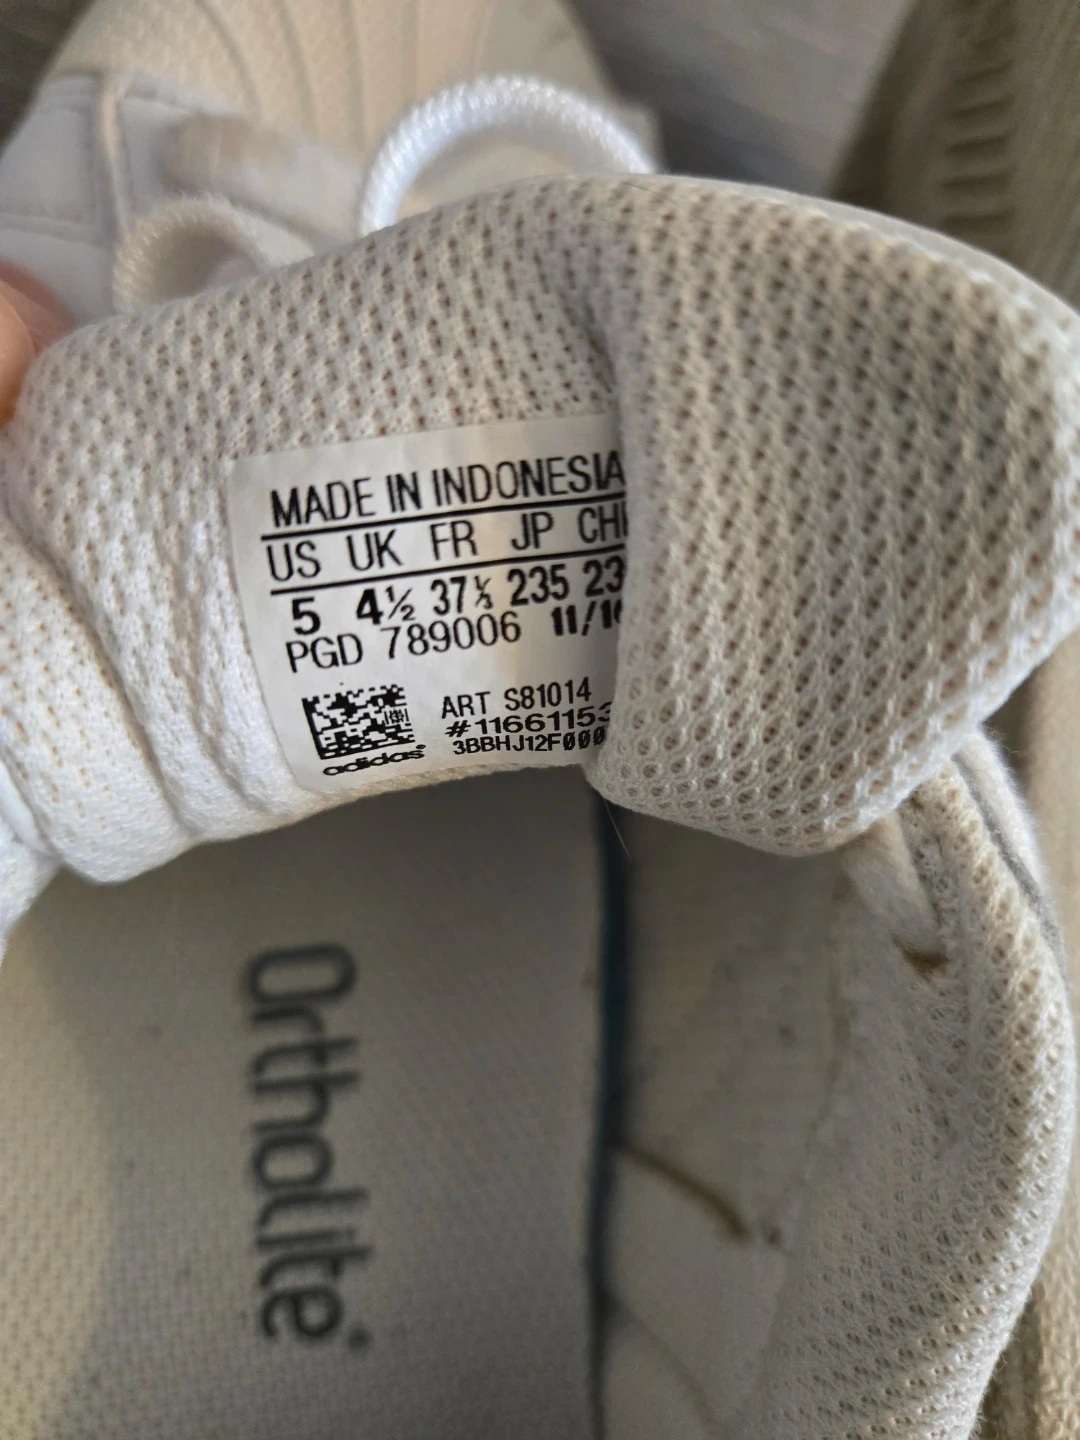 MADE IN INDONESIA
US UK FR JP CH
5 4½ 37⅓ 235 23
PGD 789006 11/1
ART S81014
#1166115
3BBHJ12F000
adidas
Ortholite®